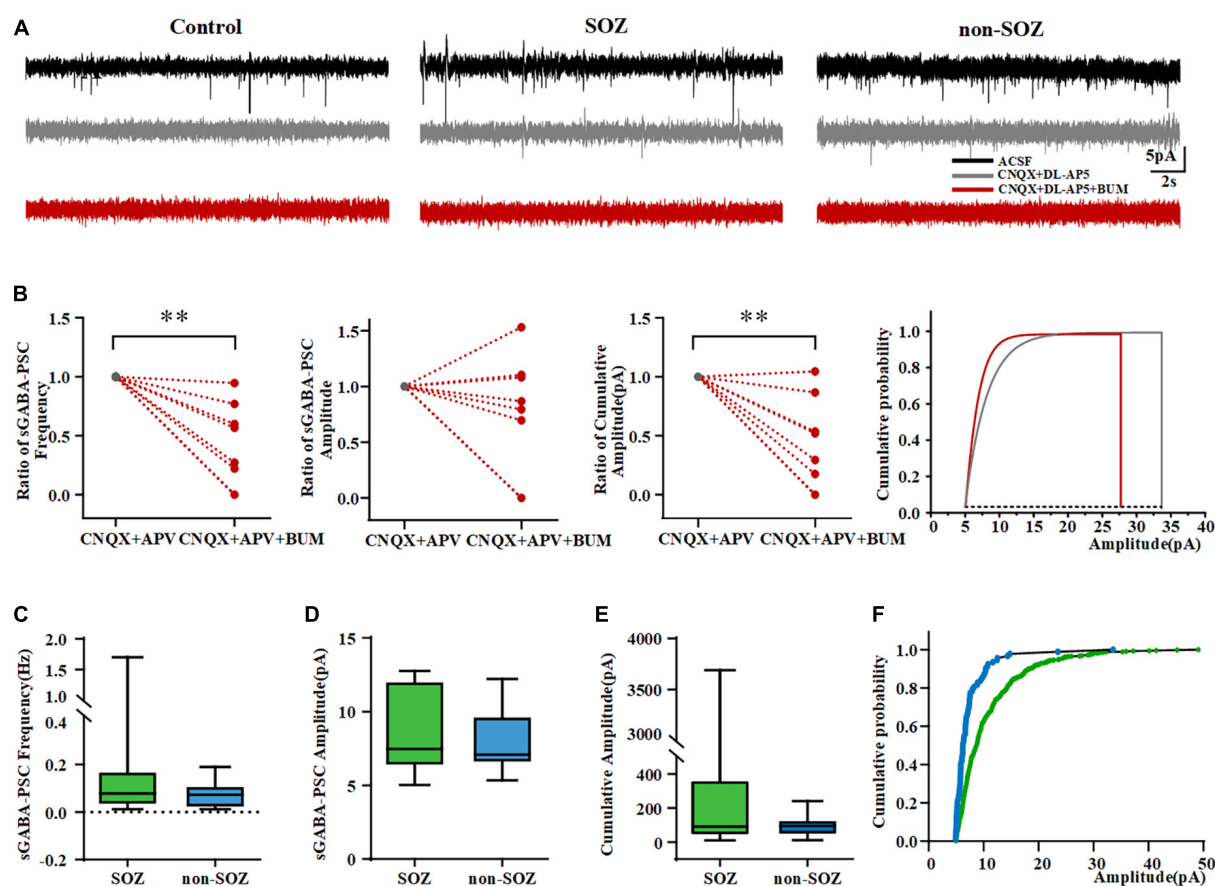 A
Control
SOZ
non-SOZ
ACSF
CNQX+DL-AP5
CNQX+DL-AP5+BUM
5pA
2s
B
Ratio of sGABA-PSC
Frequency
1.5
1.0
0.5
0.0
**
CNQX+APV
CNQX+APV+BUM
Ratio of sGABA-PSC
Amplitude
1.5
1.0
0.5
0.0
CNQX+APV
CNQX+APV+BUM
Ratio of Cumulative
Amplitude(pA)
1.5
1.0
0.5
0.0
**
CNQX+APV
CNQX+APV+BUM
Cumulative probability
1.0
0.8
0.6
0.4
0.2
0.0
0
5
10
15
20
25
30
35
40
Amplitude(pA)
C
sGABA-PSC Frequency(Hz)
2.0
1.5
1.0
0.4
0.2
0.0
-0.2
SOZ
non-SOZ
D
sGABA-PSC Amplitude(pA)
15
10
5
0
SOZ
non-SOZ
E
Cumulative Amplitude(pA)
4000
3500
3000
400
200
0
SOZ
non-SOZ
F
Cumulative probability
1.0
0.8
0.6
0.4
0.2
0.0
0
10
20
30
40
50
Amplitude(pA)